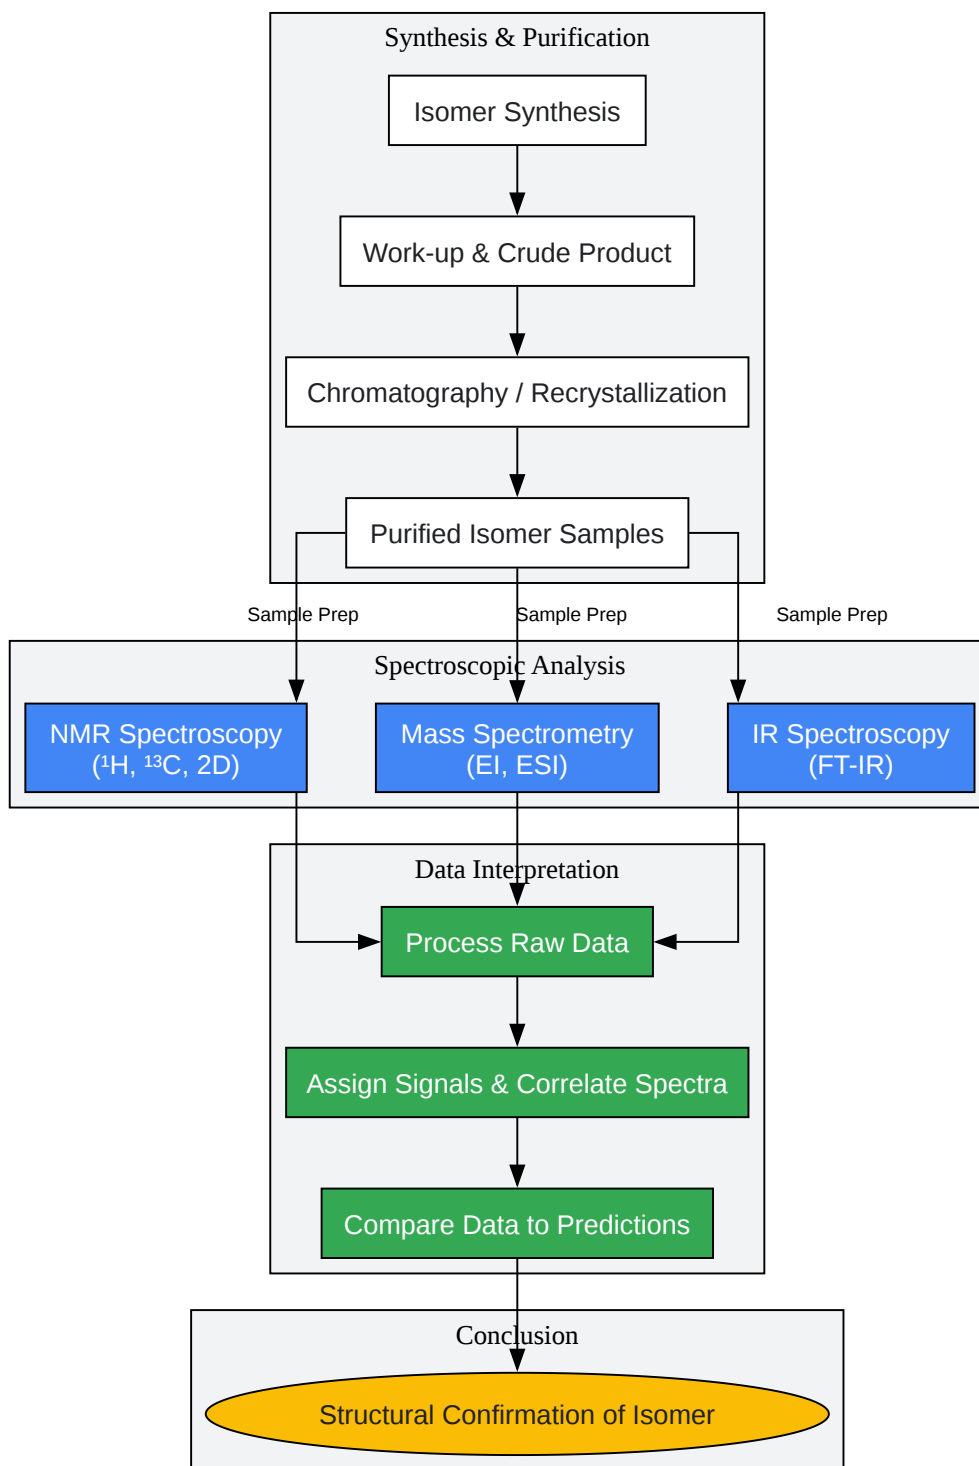 Synthesis & Purification
Isomer Synthesis
Work-up & Crude Product
Chromatography / Recrystallization
Purified Isomer Samples
Sample Prep
Sample Prep
Sample Prep
Spectroscopic Analysis
NMR Spectroscopy
(¹H, ¹³C, 2D)
Mass Spectrometry
(EI, ESI)
IR Spectroscopy
(FT-IR)
Data Interpretation
Process Raw Data
Assign Signals & Correlate Spectra
Compare Data to Predictions
Conclusion
Structural Confirmation of Isomer